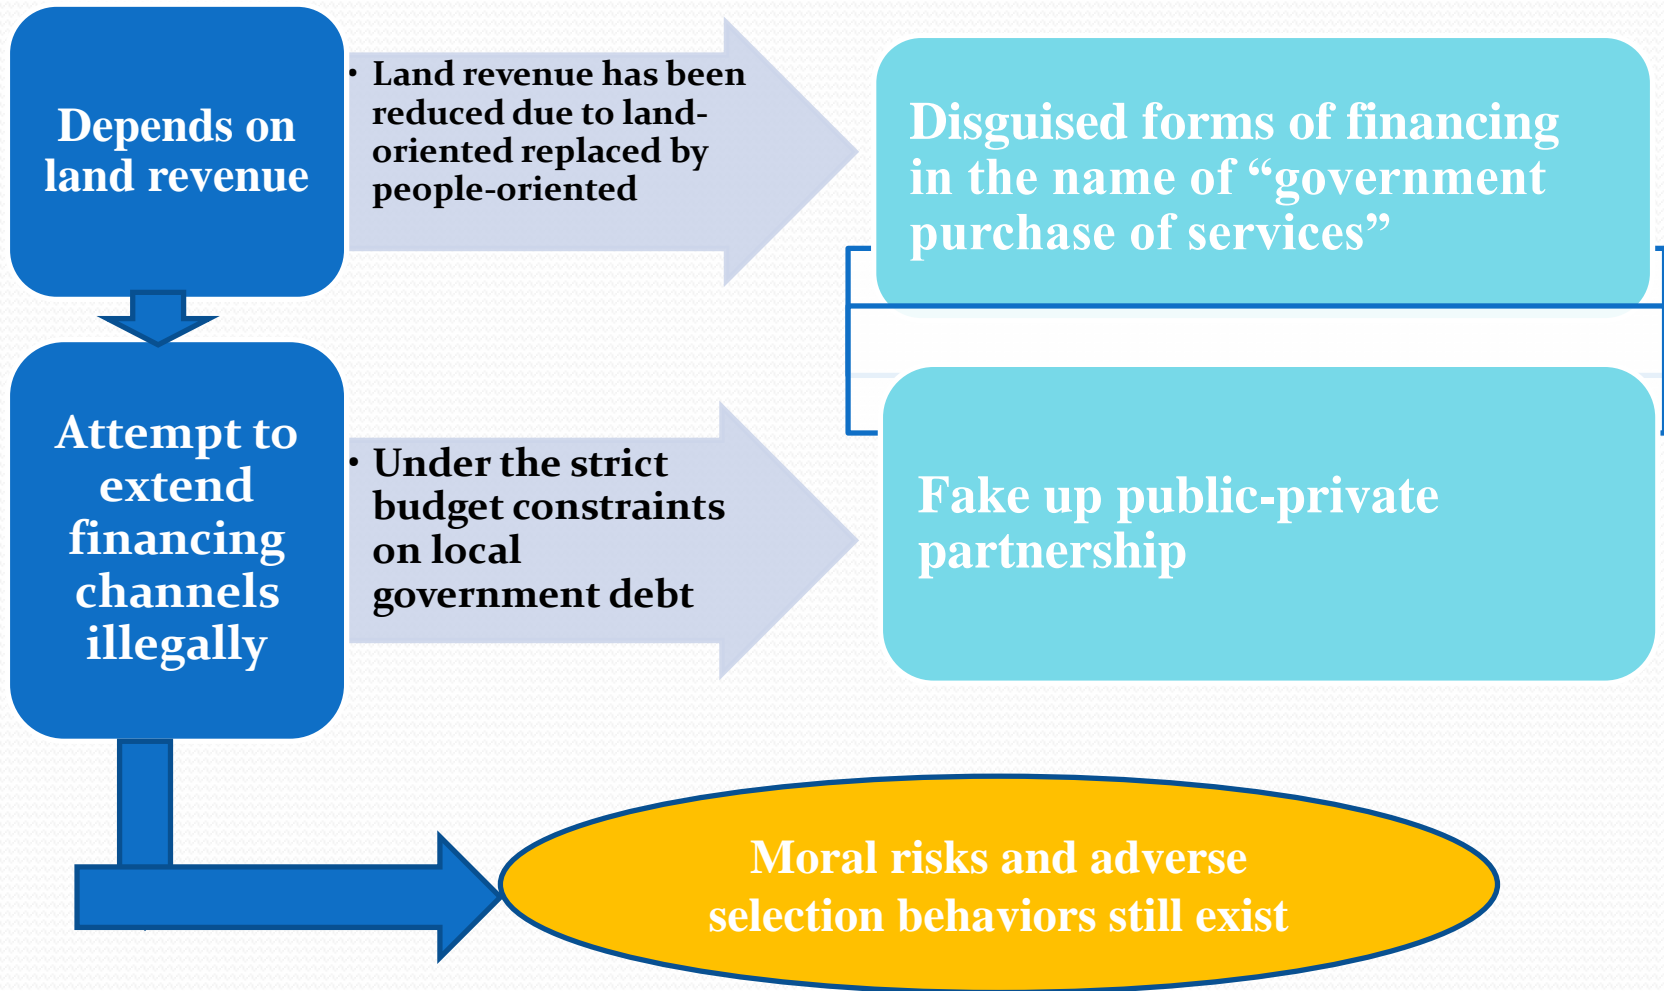 Depends on
land revenue
• Land revenue has been
reduced due to land-
oriented replaced by
people-oriented
Disguised forms of financing
in the name of “government
purchase of services”
Attempt to
extend
financing
channels
illegally
• Under the strict
budget constraints
on local
government debt
Fake up public-private
partnership
Moral risks and adverse
selection behaviors still exist